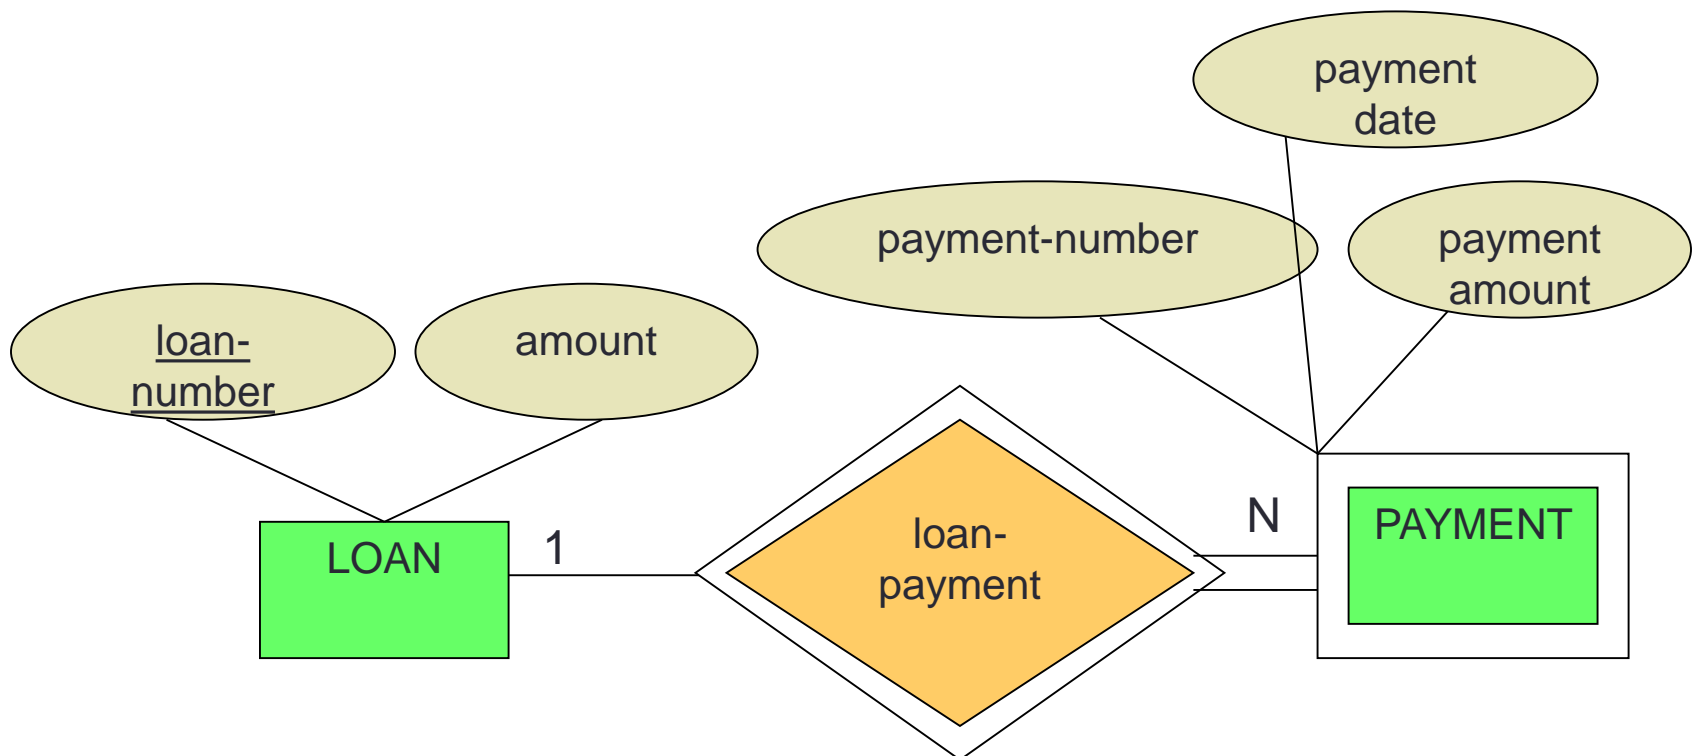 payment
date
payment-number
payment
amount
loan-
number
amount
LOAN
1
loan-
payment
N
PAYMENT